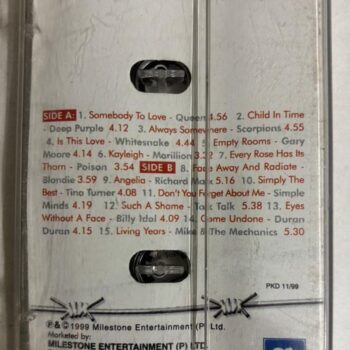 SIDE A: 1. Somebody To Love - Queen 4.56 2. Child In Time
- Deep Purple 4.12 3. Always Somewhere - Scorpions 4.55
4. Is This Love - Whitesnake 4.44 5. Empty Rooms - Gary
Moore 4.14 6. Kayleigh - Marillion 3.32 7. Every Rose Has Its
Thorn - Poison 3.54 SIDE B 8. Fade Away And Radiate -
Blondie 3.59 9. Angelia - Richard Marx 5.16 10. Simply The
Best - Tina Turner 4.08 11. Don't You Forget About Me - Simple
Minds 4.19 12. Such A Shame - Talk Talk 5.38 13. Eyes
Without A Face - Billy Idol 4.09 14. Come Undone - Duran
Duran 4.15 15. Living Years - Mike & The Mechanics 5.30
PKD 11/99
℗ & © 1999 Milestone Entertainment (P) Ltd.
Marketed by:
MILESTONE ENTERTAINMENT (P) LTD.